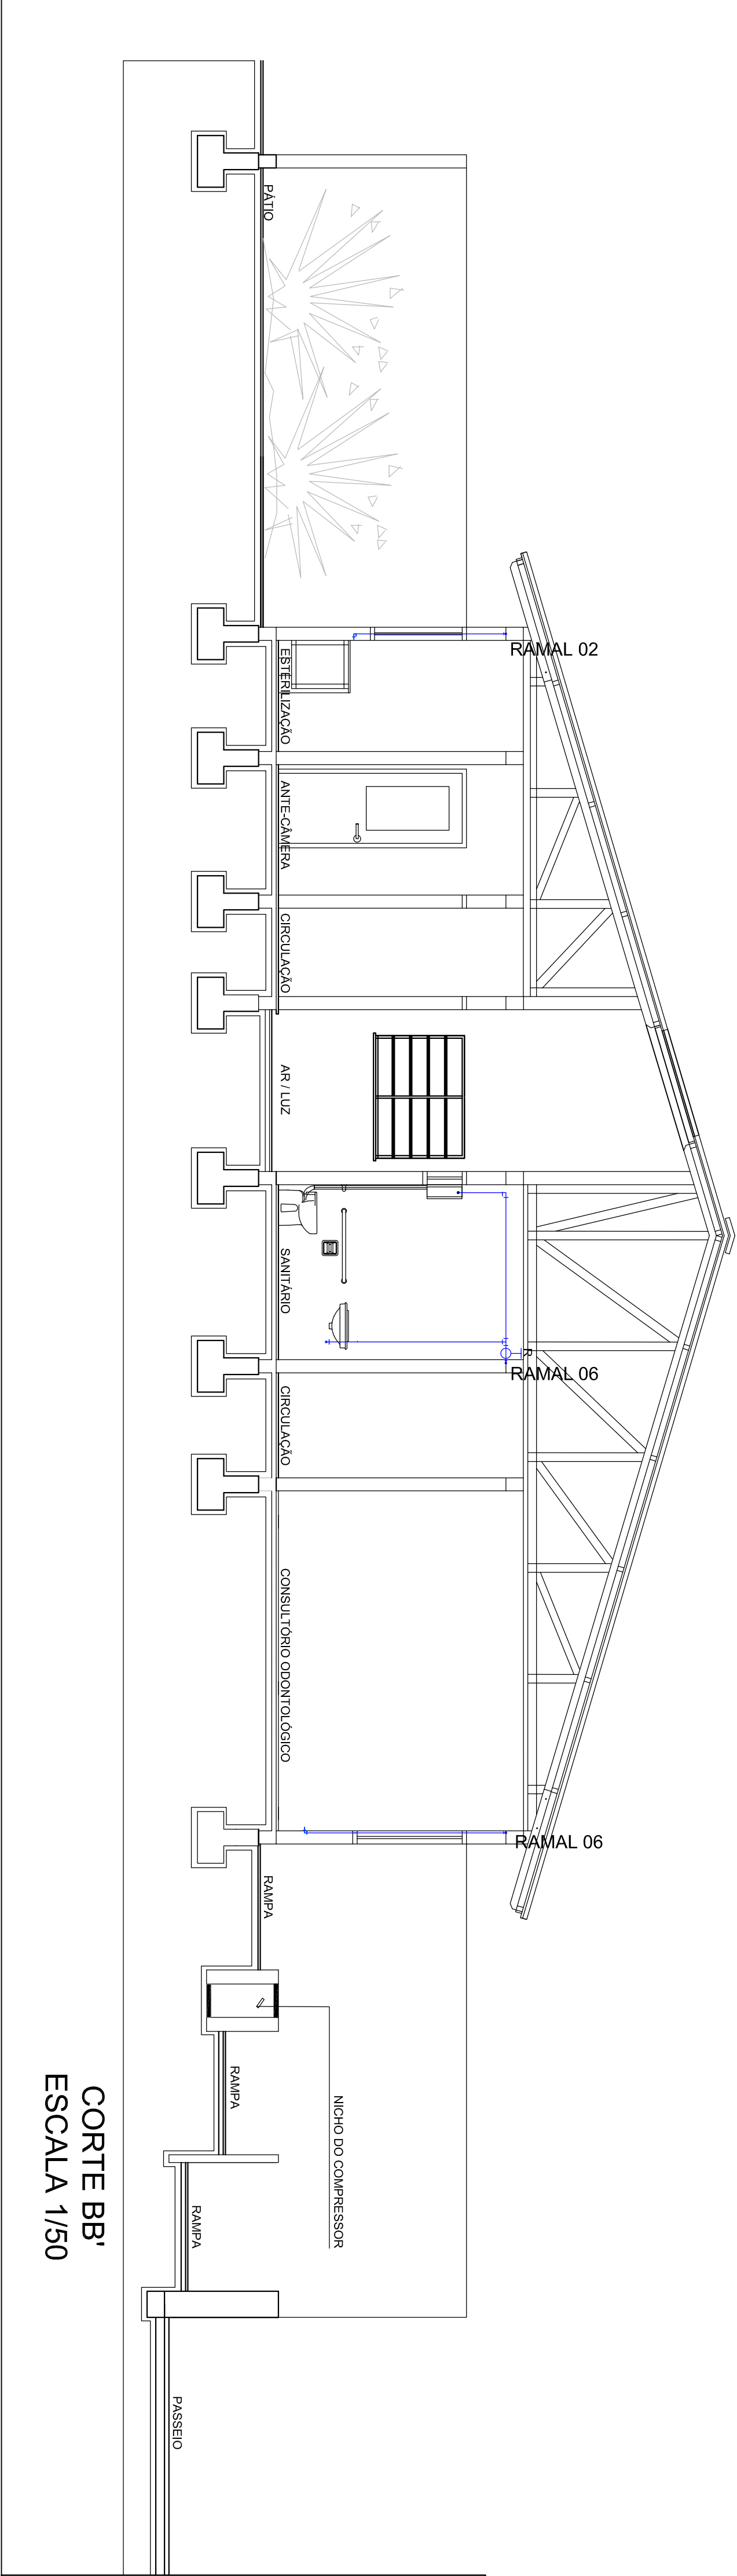 PÁTIO
RAMAL 02
ESTERILIZAÇÃO
ANTE-CÂMERA
CIRCULAÇÃO
AR / LUZ
SANITÁRIO
R
RAMAL 06
CIRCULAÇÃO
CONSULTÓRIO ODONTOLÓGICO
RAMAL 06
RAMPA
NICHO DO COMPRESSOR
RAMPA
RAMPA
PASSEIO
CORTE BB'
ESCALA 1/50